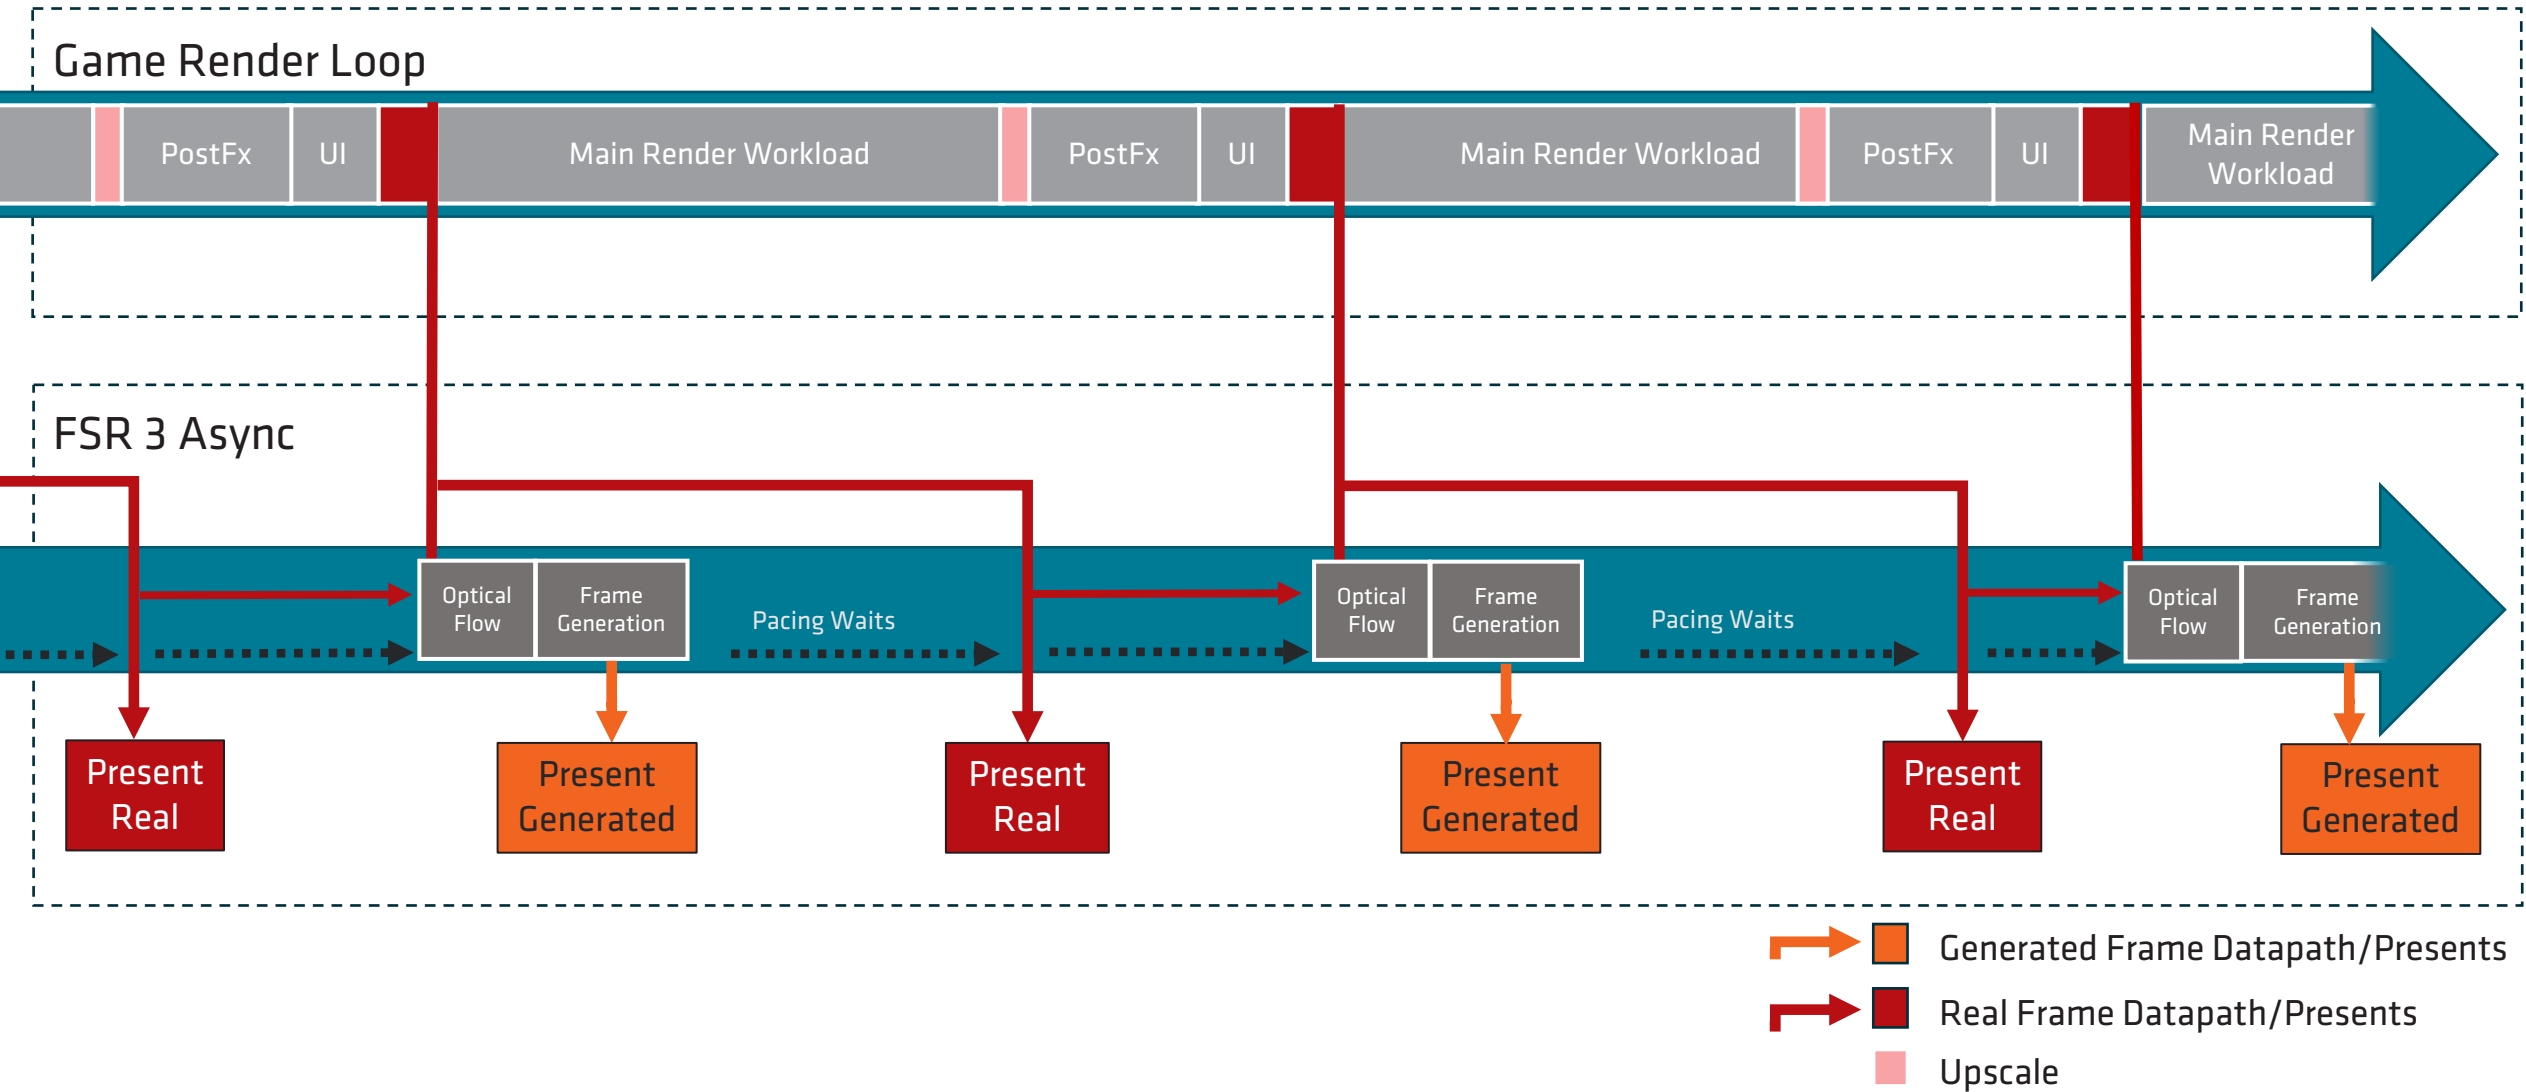 Game Render Loop
PostFx
UI
Main Render Workload
PostFx
UI
Main Render Workload
PostFx
UI
Main Render
Workload
FSR 3 Async
Optical
Flow
Frame
Generation
Pacing Waits
Optical
Flow
Frame
Generation
Pacing Waits
Optical
Flow
Frame
Generation
Present
Real
Present
Generated
Present
Real
Present
Generated
Present
Real
Present
Generated
Generated Frame Datapath/Presents
Real Frame Datapath/Presents
Upscale